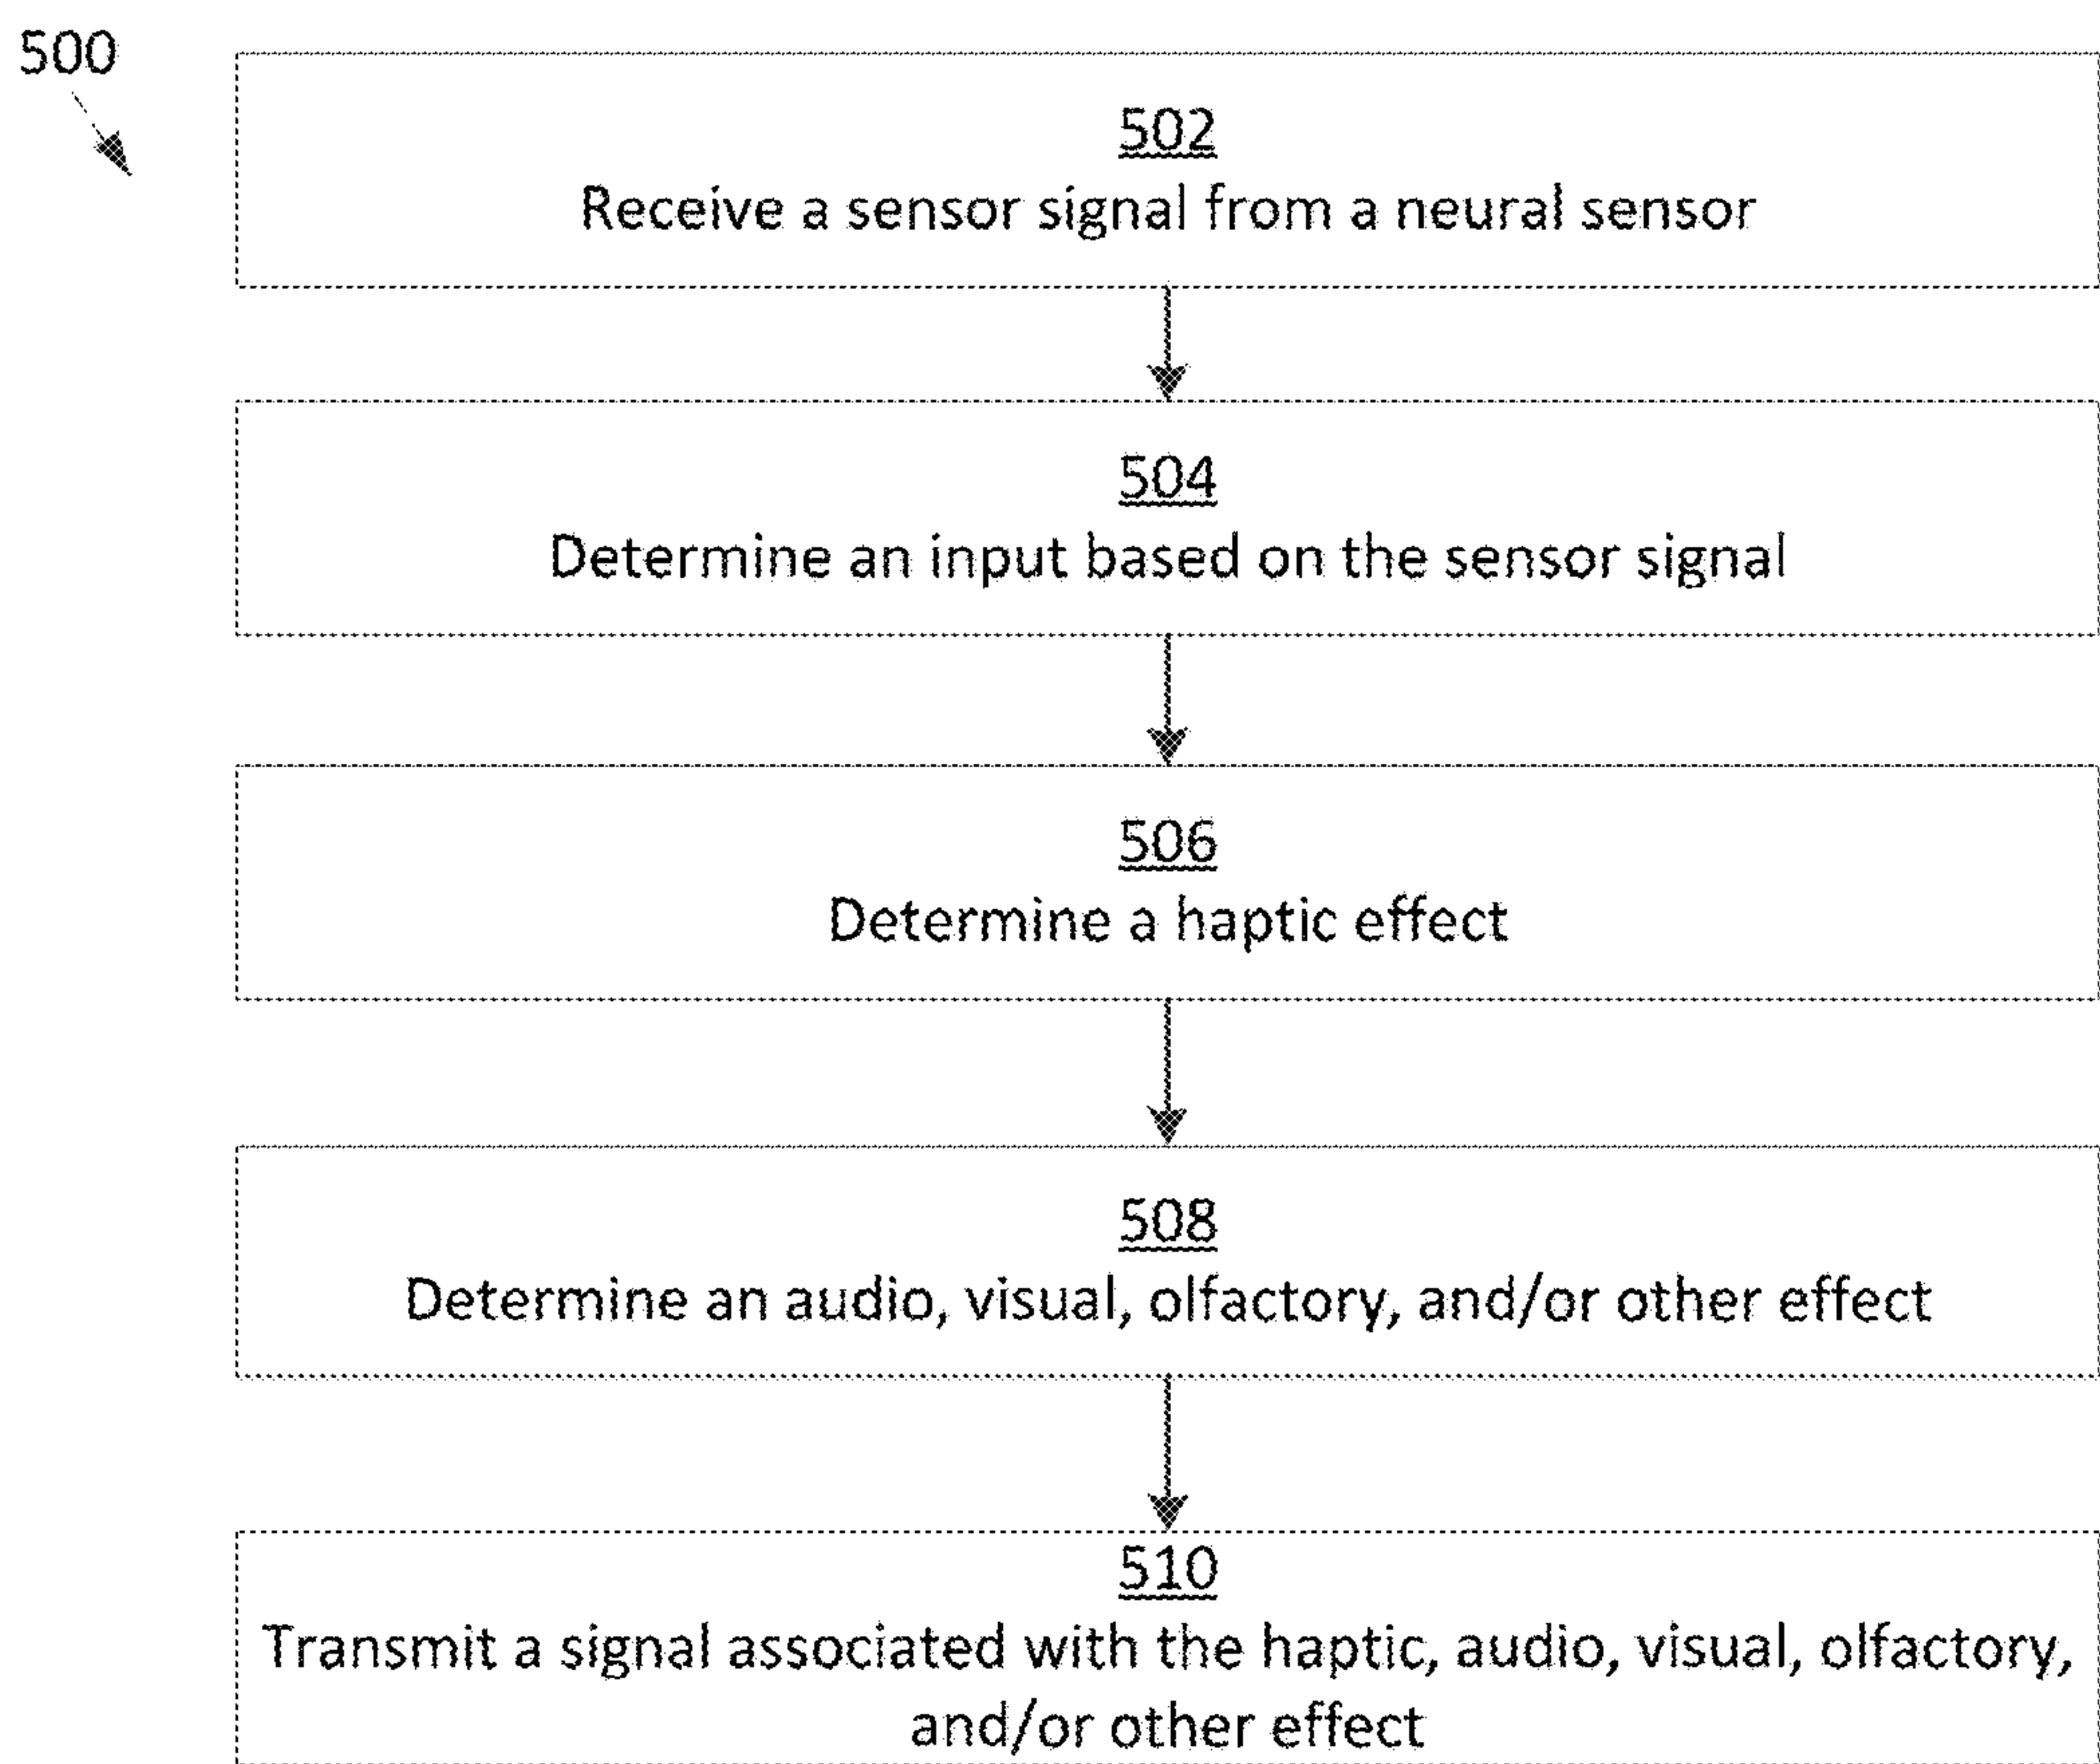 500
502
Receive a sensor signal from a neural sensor
504
Determine an input based on the sensor signal
506
Determine a haptic effect
508
Determine an audio, visual, olfactory, and/or other effect
510
Transmit a signal associated with the haptic, audio, visual, olfactory,
and/or other effect